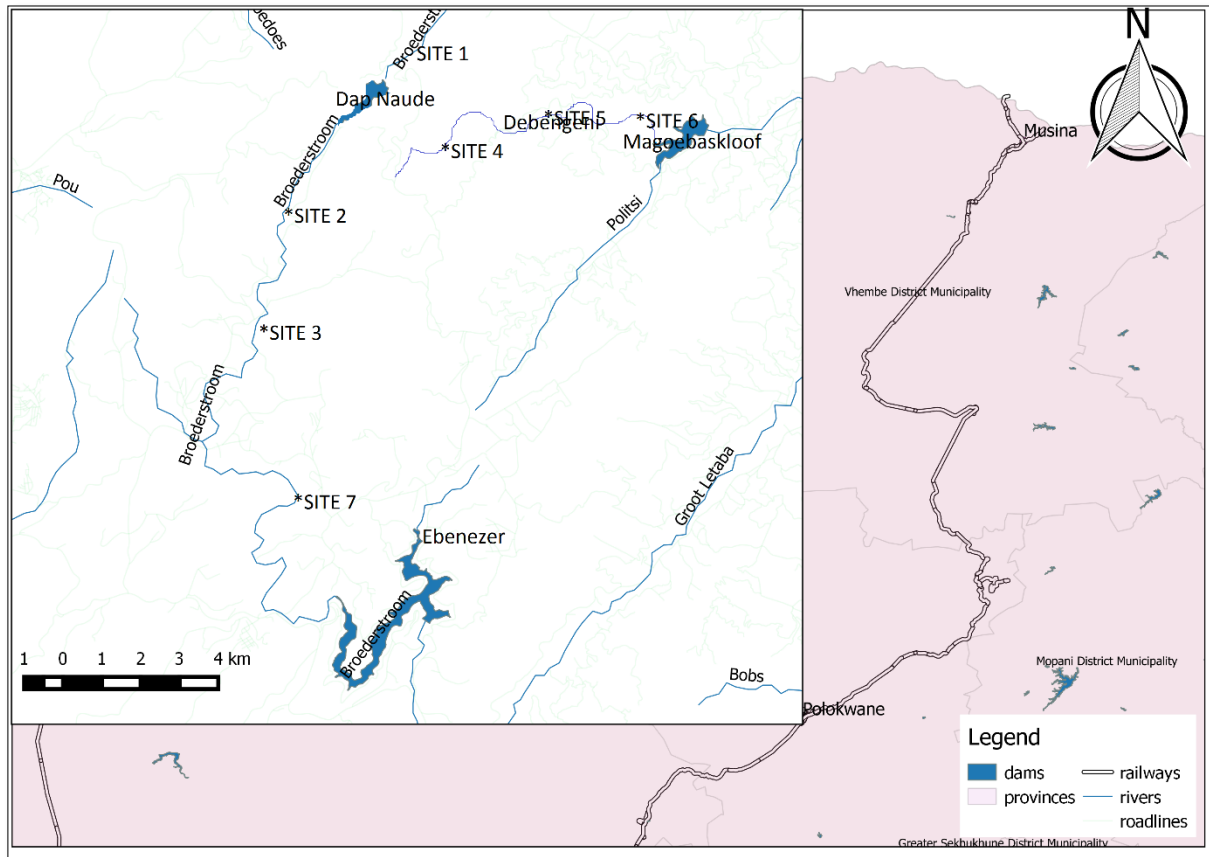 pedoes
Broederstroom
SITE 1
N
Dap Naude
Debengeni
*SITE 5
*SITE 6
Magoebaskloof
*SITE 4
Musina
Pou
Broederstroom
*SITE 2
Politsi
Vhembe District Municipality
*SITE 3
Broederstroom
Groot Letaba
*SITE 7
Ebenezer
Broederstroom
1 0 1 2 3 4 km
Bobs
Mopani District Municipality
Polokwane
Legend
dams
provinces
railways
rivers
roadlines
Greater Sekhukhune District Municipality